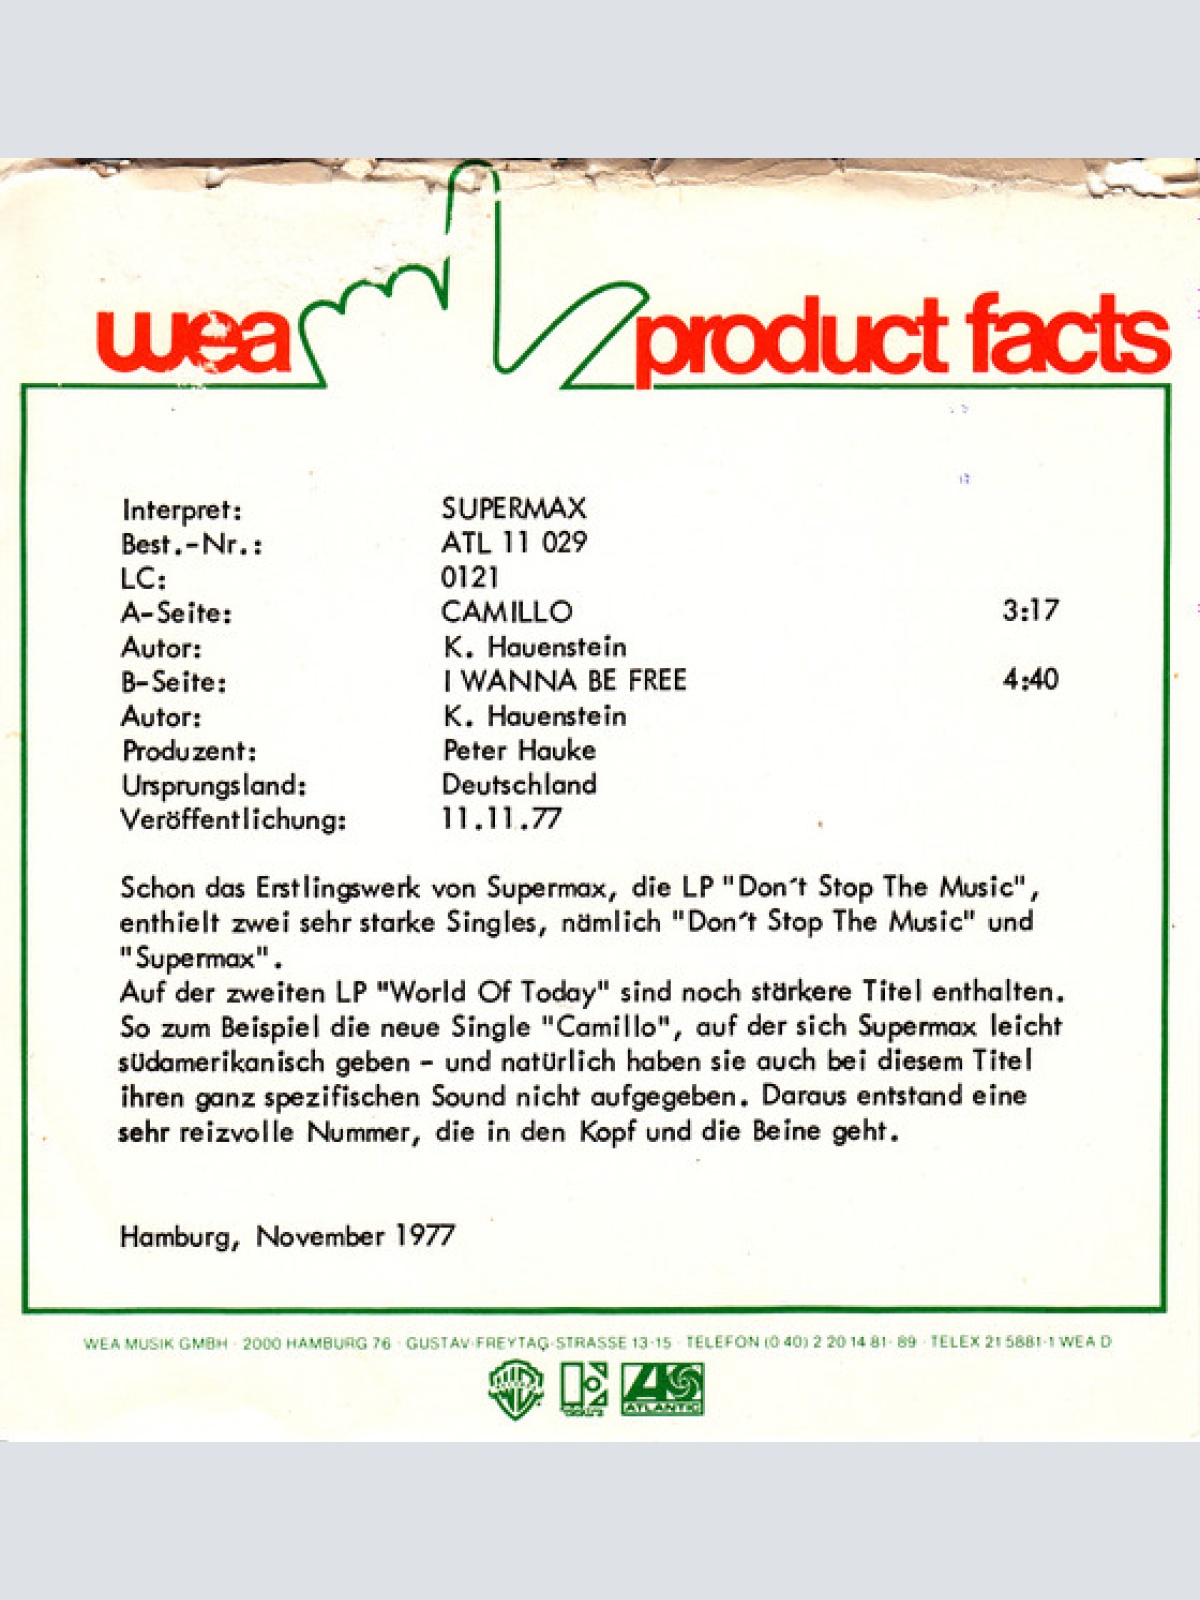 wea product facts
Interpret: SUPERMAX
Best.-Nr.: ATL 11 029
LC: 0121
A-Seite: CAMILLO 3:17
Autor: K. Hauenstein
B-Seite: I WANNA BE FREE 4:40
Autor: K. Hauenstein
Produzent: Peter Hauke
Ursprungsland: Deutschland
Veröffentlichung: 11.11.77
Schon das Erstlingswerk von Supermax, die LP "Don´t Stop The Music",
enthielt zwei sehr starke Singles, nämlich "Don´t Stop The Music" und
"Supermax".
Auf der zweiten LP "World Of Today" sind noch stärkere Titel enthalten.
So zum Beispiel die neue Single "Camillo", auf der sich Supermax leicht
südamerikanisch geben - und natürlich haben sie auch bei diesem Titel
ihren ganz spezifischen Sound nicht aufgegeben. Daraus entstand eine
sehr reizvolle Nummer, die in den Kopf und die Beine geht.
Hamburg, November 1977
WEA MUSIK GMBH · 2000 HAMBURG 76 · GUSTAV-FREYTAG-STRASSE 13-15 · TELEFON (0 40) 2 20 14 81- 89 · TELEX 21 5881-1 WEA D
ATLANTIC